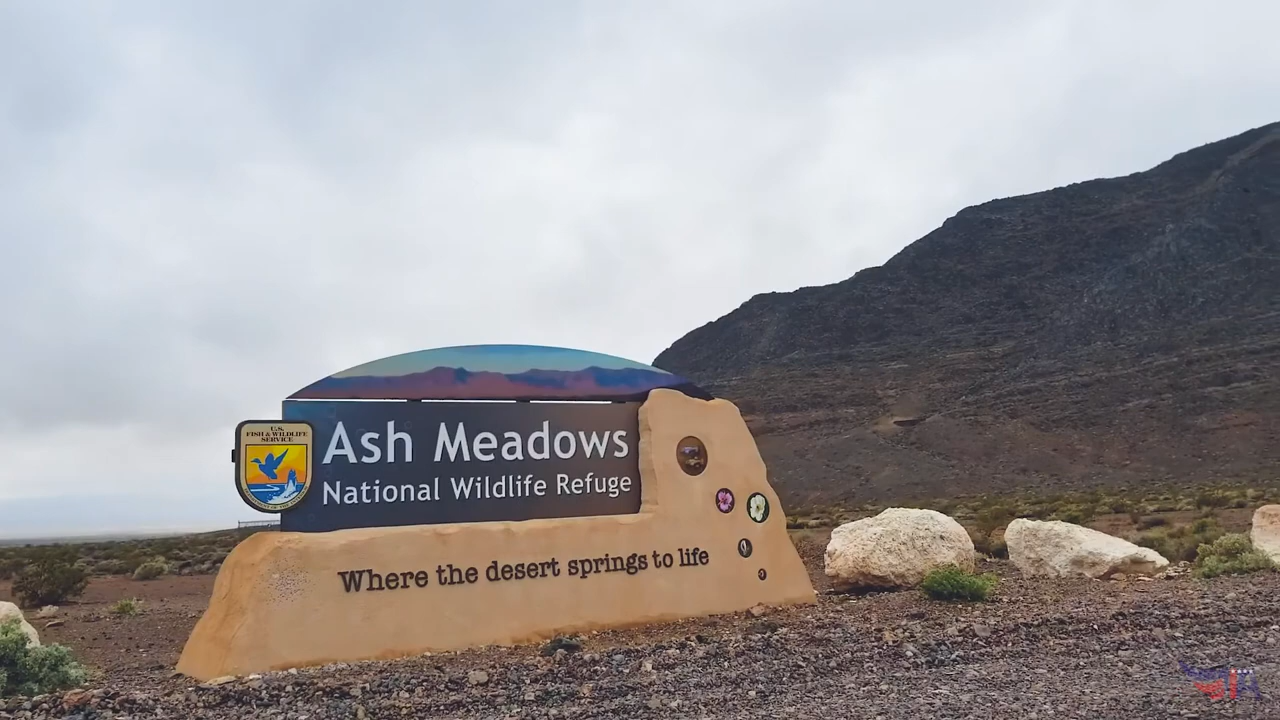 U.S.
FISH & WILDLIFE
SERVICE
Ash Meadows
National Wildlife Refuge
Where the desert springs to life